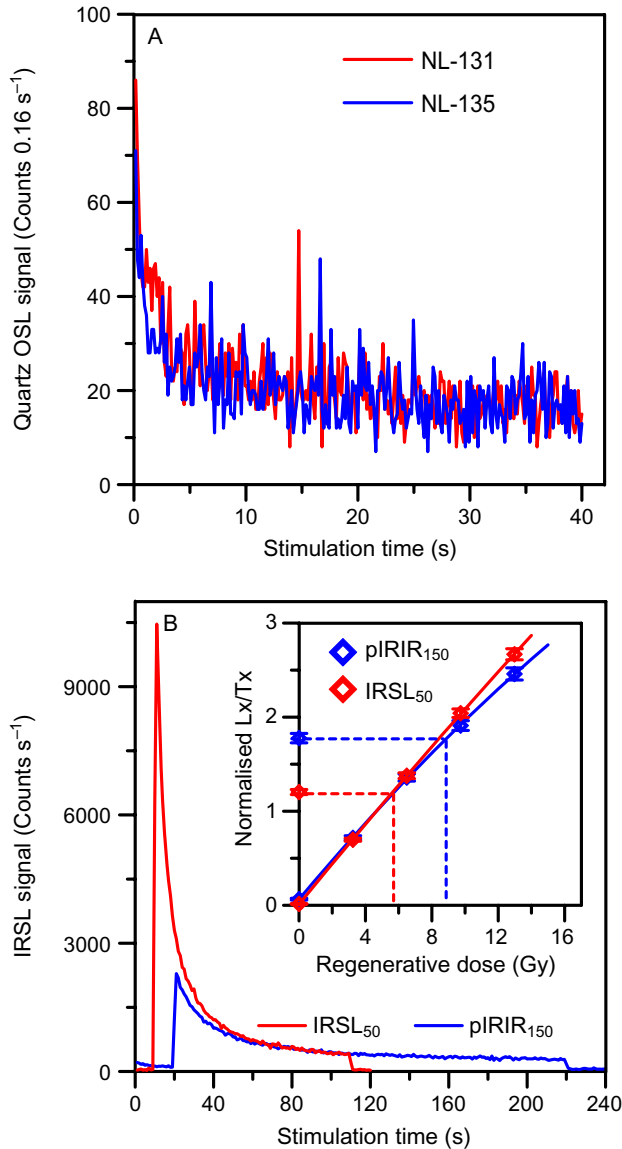 A
NL-131
NL-135
Quartz OSL signal (Counts 0.16 s⁻¹)
100
80
60
40
20
0
0 10 20 30 40
Stimulation time (s)
B
IRSL signal (Counts s⁻¹)
9000
6000
3000
0
pIRIR₁₅₀
IRSL₅₀
Normalised Lx/Tx
3
2
1
0
0 4 8 12 16
Regenerative dose (Gy)
IRSL₅₀ pIRIR₁₅₀
0 40 80 120 160 200 240
Stimulation time (s)